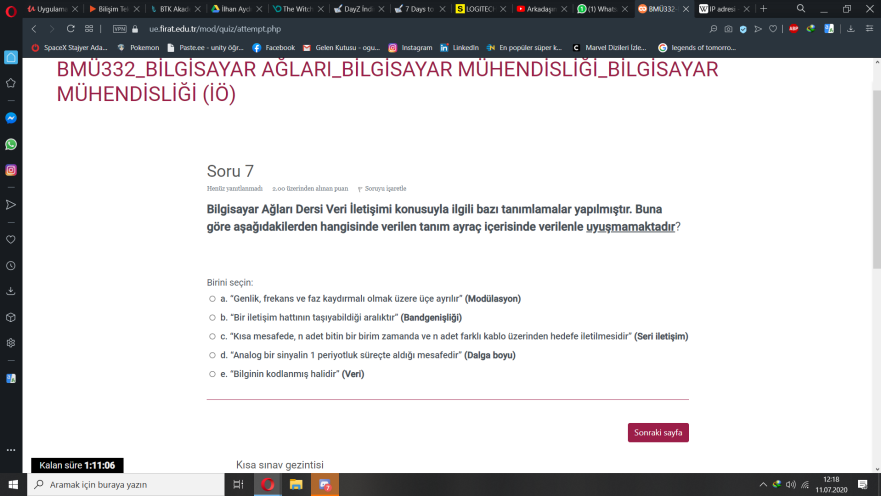 Uygulama
Bilişim Tek
BTK Akade
İlhan Aydı
The Witch
DayZ İndi
7 Days to
LOGITECH
Arkadaşı
(1) Whats
BMÜ332-
IP adresi
VPN
ue.firat.edu.tr/mod/quiz/attempt.php
ABP
SpaceX Stajyer Ada...
Pokemon
Paste.ee - unity öğr...
Facebook
Gelen Kutusu - ogu...
Instagram
LinkedIn
En popüler süper k...
Marvel Dizileri İzle...
legends of tomorro...
BMÜ332_BİLGİSAYAR AĞLARI_BİLGİSAYAR MÜHENDİSLİĞİ_BİLGİSAYAR
MÜHENDİSLİĞİ (İÖ)
Soru 7
Henüz yanıtlanmadı 2,00 üzerinden alınan puan Soruyu işaretle
Bilgisayar Ağları Dersi Veri İletişimi konusuyla ilgili bazı tanımlamalar yapılmıştır. Buna
göre aşağıdakilerden hangisinde verilen tanım ayraç içerisinde verilenle uyuşmamaktadır?
Birini seçin:
a. "Genlik, frekans ve faz kaydırmalı olmak üzere üçe ayrılır" (Modülasyon)
b. "Bir iletişim hattının taşıyabildiği aralıktır" (Bandgenişliği)
c. "Kısa mesafede, n adet bitin bir birim zamanda ve n adet farklı kablo üzerinden hedefe iletilmesidir" (Seri iletişim)
d. "Analog bir sinyalin 1 periyotluk süreçte aldığı mesafedir" (Dalga boyu)
e. "Bilginin kodlanmış halidir" (Veri)
Sonraki sayfa
Kalan süre 1:11:06
Kısa sınav gezintisi
Aramak için buraya yazın
12:18
11.07.2020